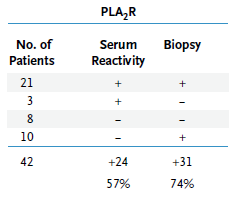 PLA₂R
No. of Patients Serum Reactivity Biopsy
21 + +
3 + –
8 – –
10 – +
42 +24 +31
57% 74%